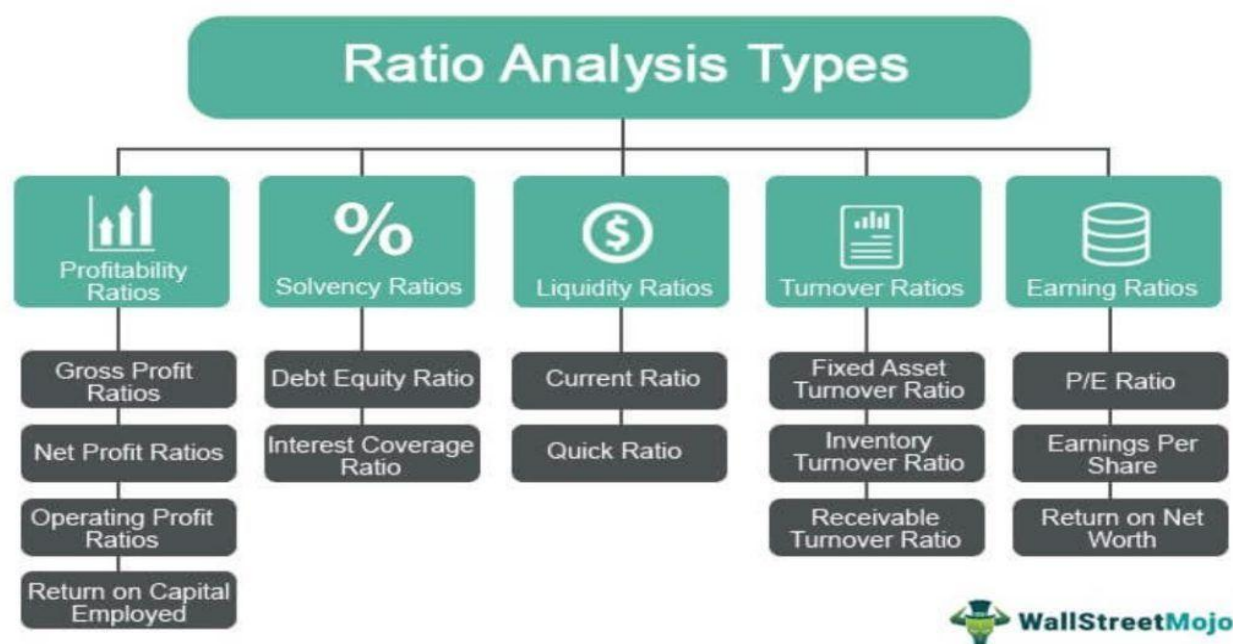 Ratio Analysis Types
Profitability
Ratios
%
Solvency Ratios
$
Liquidity Ratios
Turnover Ratios
Earning Ratios
Gross Profit
Ratios
Net Profit Ratios
Operating Profit
Ratios
Return on Capital
Employed
Debt Equity Ratio
Interest Coverage
Ratio
Current Ratio
Quick Ratio
Fixed Asset
Turnover Ratio
Inventory
Turnover Ratio
Receivable
Turnover Ratio
P/E Ratio
Earnings Per
Share
Return on Net
Worth
WallStreetMojo